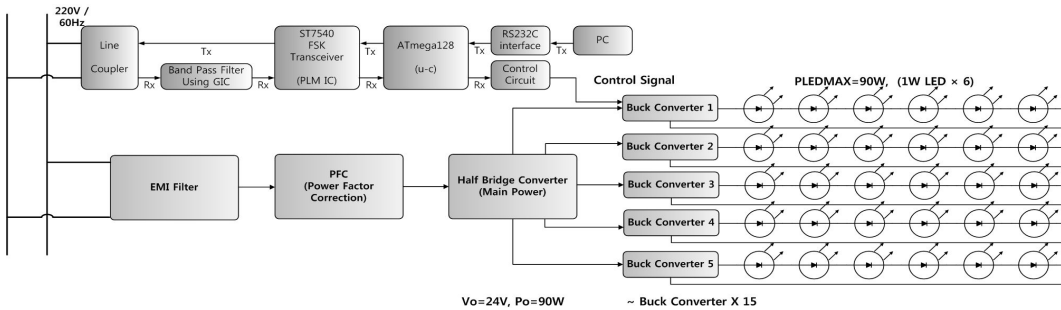 220V /
60Hz
Line
Coupler
Tx
Rx
Band Pass Filter
Using GIC
Rx
ST7540
FSK
Transceiver
(PLM IC)
Tx
Rx
ATmega128
(u-c)
Tx
Rx
RS232C
interface
Tx
PC
Control
Circuit
Control Signal
PLEDMAX=90W, (1W LED × 6)
Buck Converter 1
Buck Converter 2
Buck Converter 3
Buck Converter 4
Buck Converter 5
EMI Filter
PFC
(Power Factor
Correction)
Half Bridge Converter
(Main Power)
Vo=24V, Po=90W
~ Buck Converter X 15